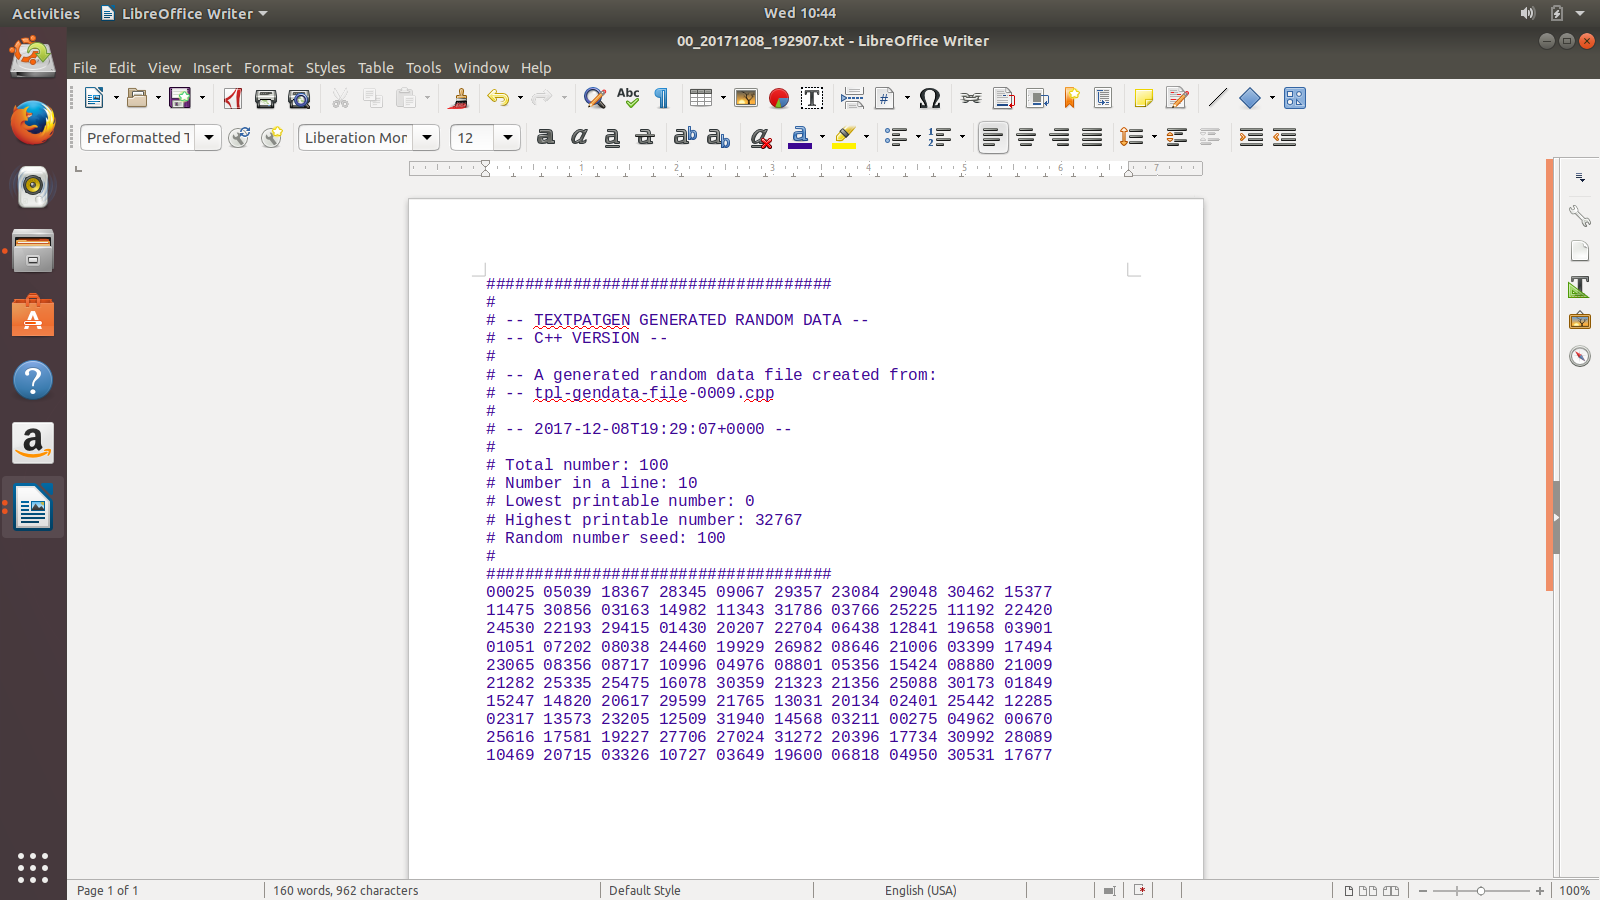 Activities LibreOffice Writer Wed 10:44
00_20171208_192907.txt - LibreOffice Writer
File Edit View Insert Format Styles Table Tools Window Help
Preformatted T Liberation Mor 12
1 2 3 4 5 6 7
####################################
#
# -- TEXTPATGEN GENERATED RANDOM DATA --
# -- C++ VERSION --
#
# -- A generated random data file created from:
# -- tpl-gendata-file-0009.cpp
#
# -- 2017-12-08T19:29:07+0000 --
#
# Total number: 100
# Number in a line: 10
# Lowest printable number: 0
# Highest printable number: 32767
# Random number seed: 100
#
####################################
00025 05039 18367 28345 09067 29357 23084 29048 30462 15377
11475 30856 03163 14982 11343 31786 03766 25225 11192 22420
24530 22193 29415 01430 20207 22704 06438 12841 19658 03901
01051 07202 08038 24460 19929 26982 08646 21006 03399 17494
23065 08356 08717 10996 04976 08801 05356 15424 08880 21009
21282 25335 25475 16078 30359 21323 21356 25088 30173 01849
15247 14820 20617 29599 21765 13031 20134 02401 25442 12285
02317 13573 23205 12509 31940 14568 03211 00275 04962 00670
25616 17581 19227 27706 27024 31272 20396 17734 30992 28089
10469 20715 03326 10727 03649 19600 06818 04950 30531 17677
Page 1 of 1 160 words, 962 characters Default Style English (USA) 100%